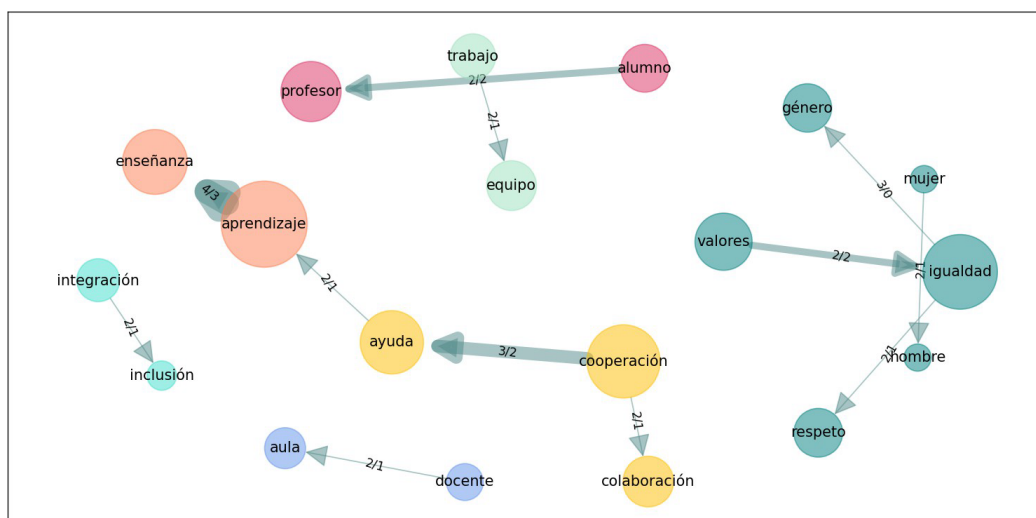 trabajo
alumno
2/2
profesor
género
2/1
enseñanza
mujer
equipo
3/0
4/3
aprendizaje
valores
2/2
2/1
igualdad
integración
2/1
2/1
ayuda
3/2
cooperación
hombre
2/1
inclusión
2/1
respeto
aula
2/1
docente
colaboración